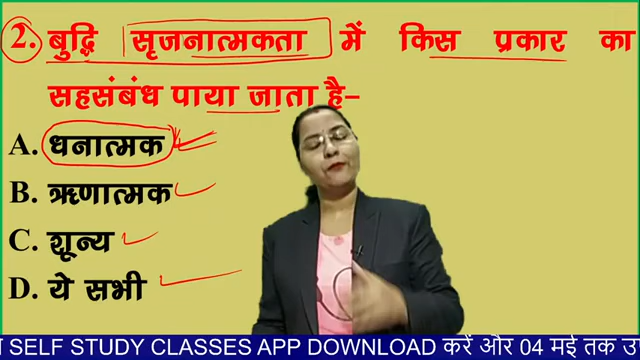 2. बुद्धि सृजनात्मकता में किस प्रकार का
सहसंबंध पाया जाता है–
A. धनात्मक
B. ऋणात्मक
C. शून्य
D. ये सभी
SELF STUDY CLASSES APP DOWNLOAD करें और 04 मई तक